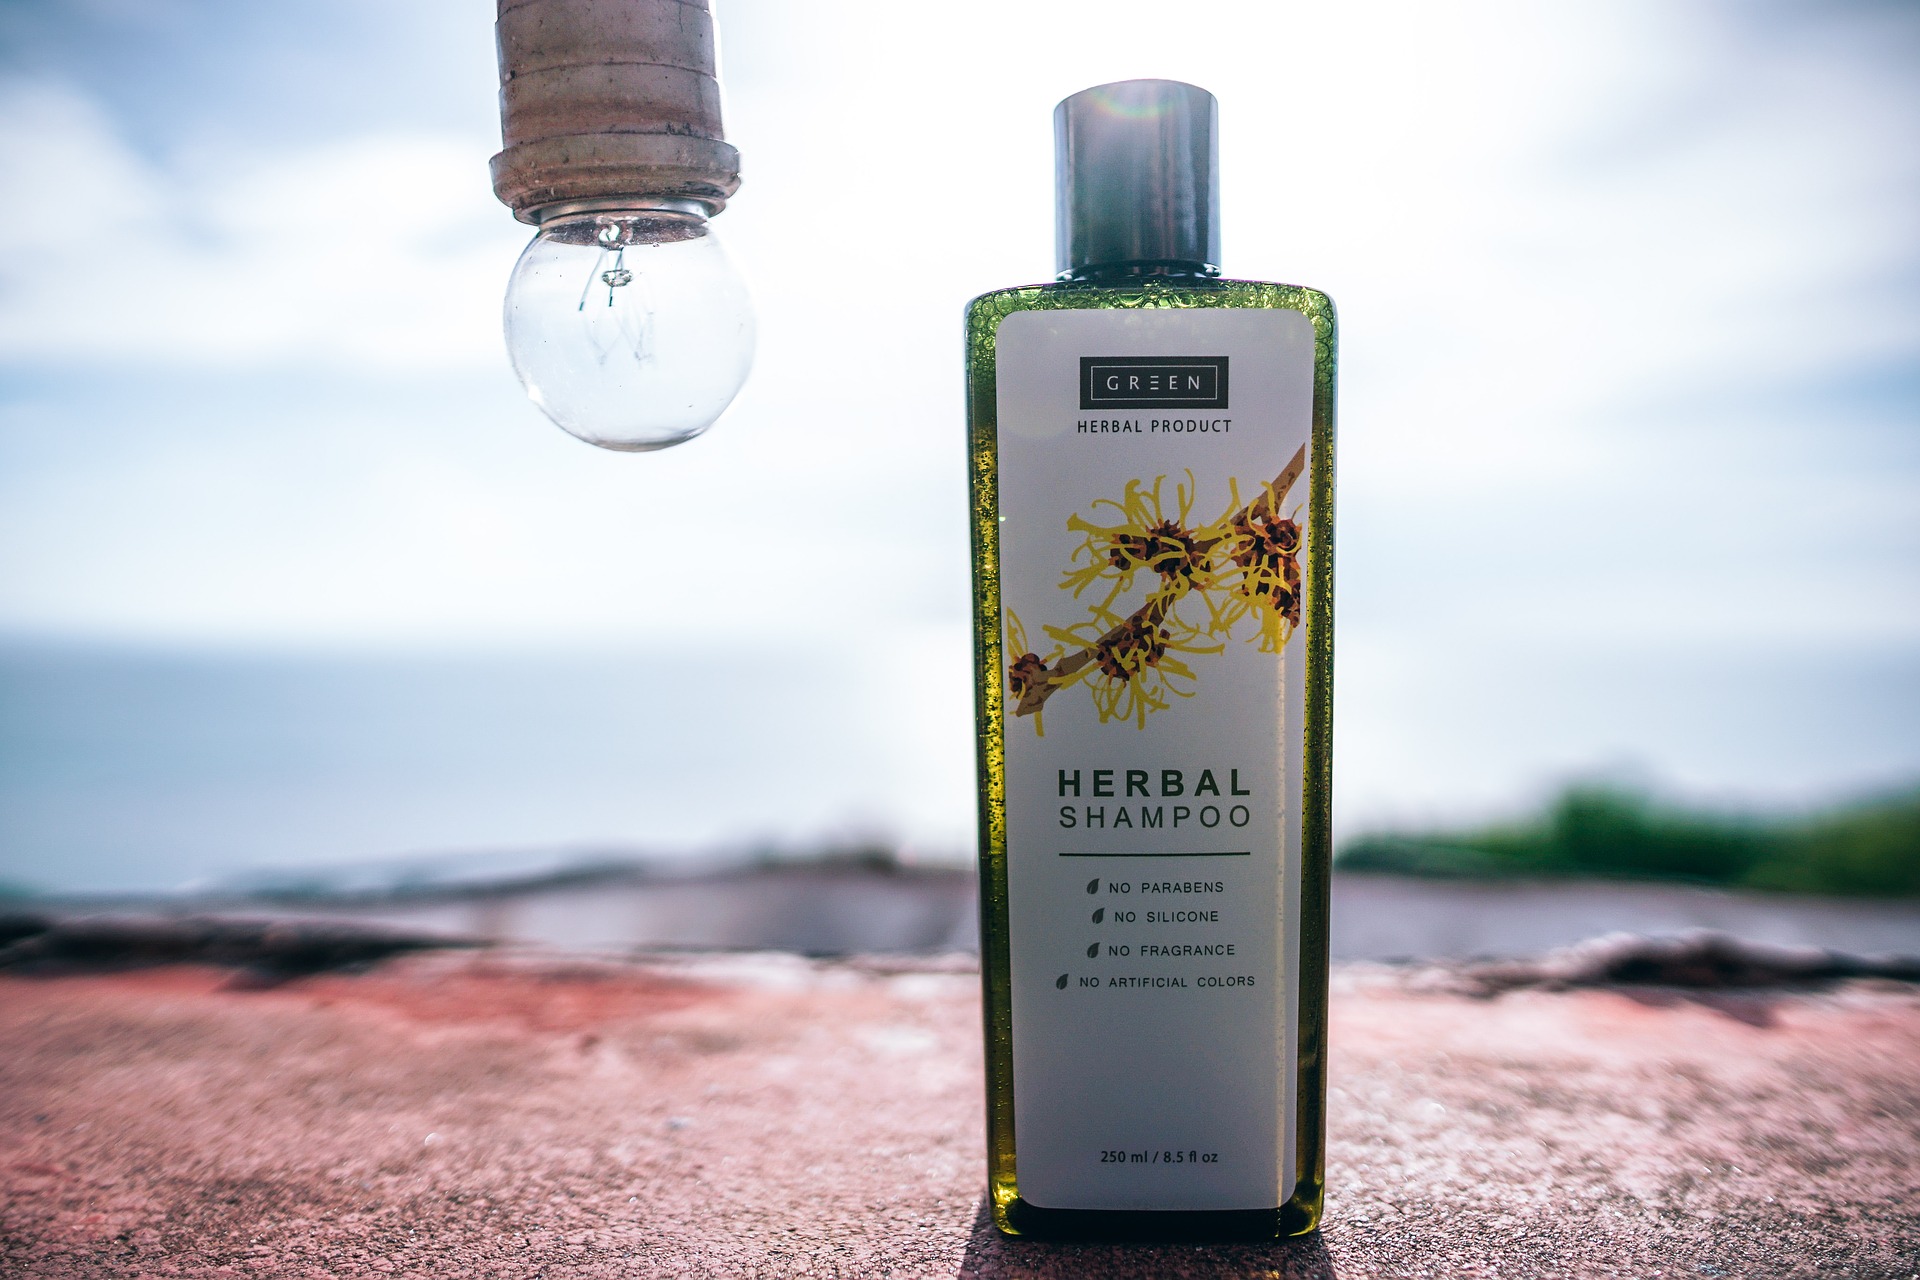 GREEN
HERBAL PRODUCT
HERBAL
SHAMPOO
NO PARABENS
NO SILICONE
NO FRAGRANCE
NO ARTIFICIAL COLORS
250 ml / 8.5 fl oz